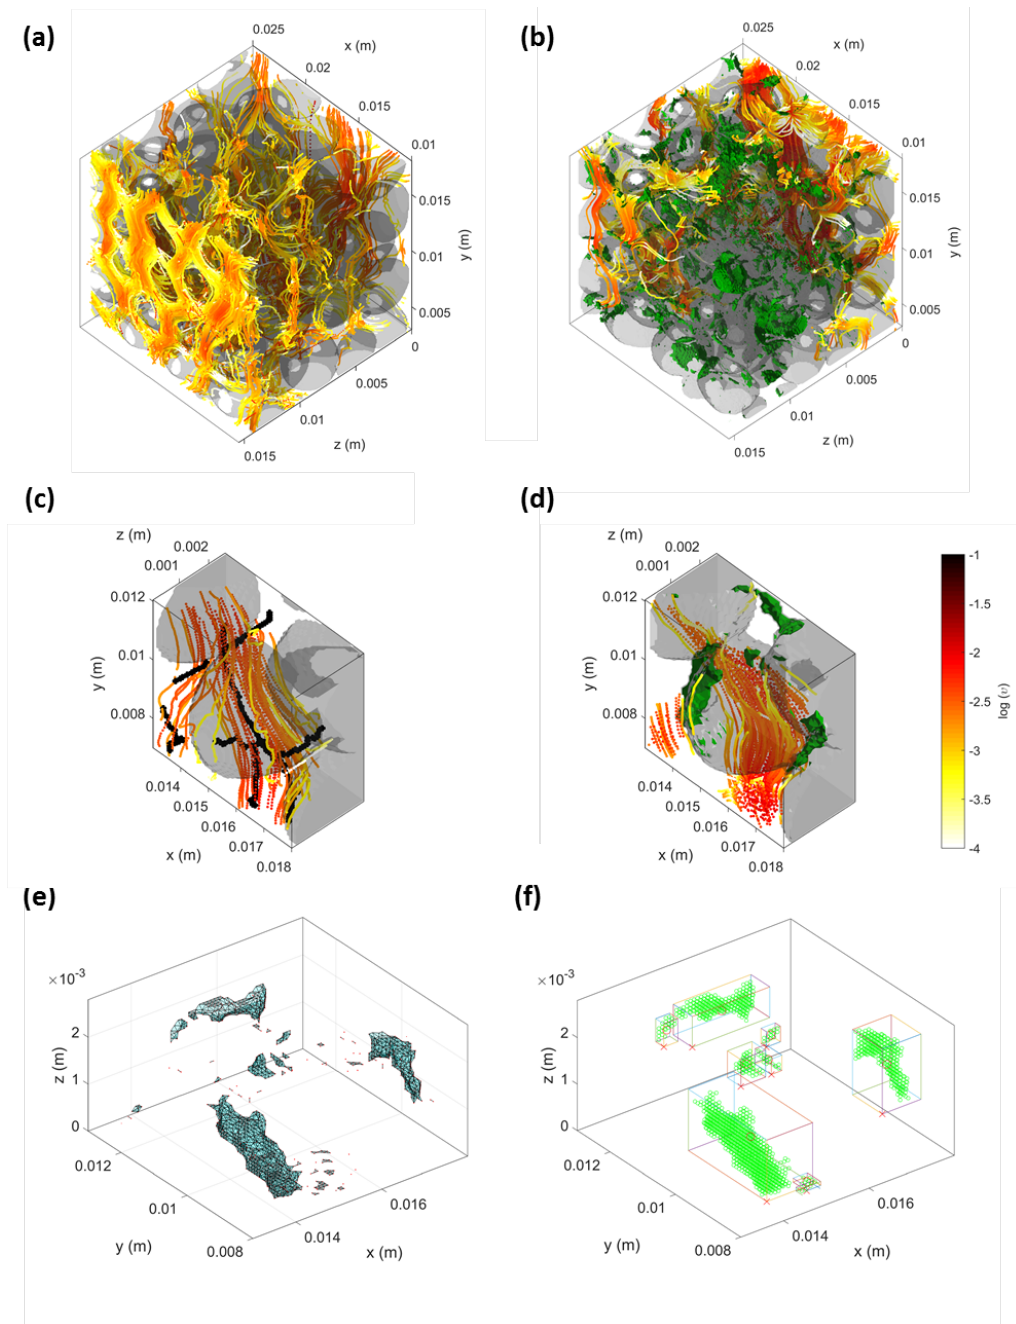 (a)
0.025
x (m)
0.02
0.015
0.01
0.015
0.01
0.005
y (m)
0
0.005
0.01
0.015
z (m)
(b)
0.025
x (m)
0.02
0.015
0.01
0.015
0.01
0.005
y (m)
0
0.005
0.01
0.015
z (m)
(c)
z (m)
0.002
0.001
0.012
0.01
0.008
y (m)
0.014
0.015
0.016
0.017
0.018
x (m)
(d)
z (m)
0.002
0.001
0.012
0.01
0.008
y (m)
0.014
0.015
0.016
0.017
0.018
x (m)
-1
-1.5
-2
-2.5
-3
-3.5
-4
log (υ)
(e)
×10⁻³
2
1
0
z (m)
0.012
0.01
0.008
y (m)
0.014
0.016
x (m)
(f)
×10⁻³
2
1
0
z (m)
0.012
0.01
0.008
y (m)
0.014
0.016
x (m)